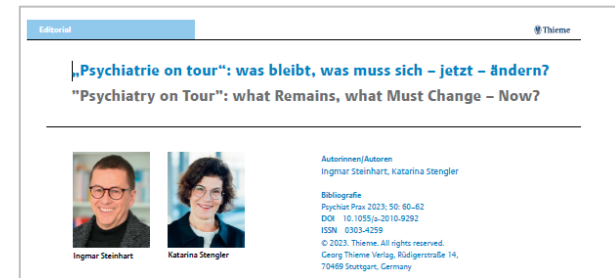 Editorial
Thieme
„Psychiatrie on tour“: was bleibt, was muss sich – jetzt – ändern?
”Psychiatry on Tour”: what Remains, what Must Change – Now?
Autorinnen/Autoren
Ingmar Steinhart, Katarina Stengler
Bibliografie
Psychiat Prax 2023; 50: 60–62
DOI 10.1055/a-2010-9292
ISSN 0303-4259
© 2023. Thieme. All rights reserved.
Georg Thieme Verlag, Rüdigerstraße 14,
70469 Stuttgart, Germany
Ingmar Steinhart
Katarina Stengler